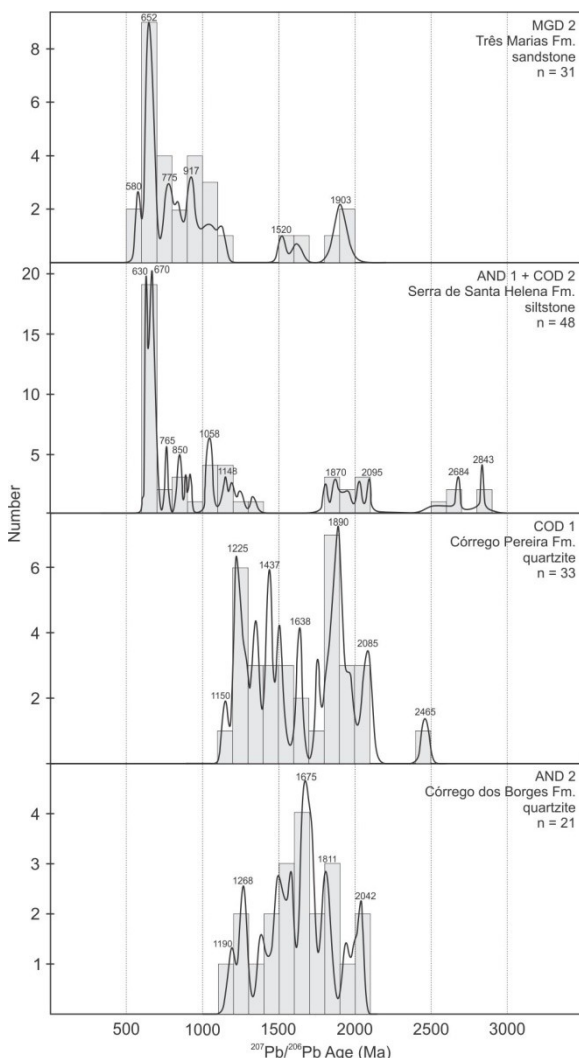 MGD 2
Três Marias Fm.
sandstone
n = 31
652
580
775
917
1520
1903
8
6
4
2
AND 1 + COD 2
Serra de Santa Helena Fm.
siltstone
n = 48
630
670
765
850
1058
1148
1870
2095
2684
2843
20
15
10
5
Number
COD 1
Córrego Pereira Fm.
quartzite
n = 33
1150
1225
1437
1638
1890
2085
2465
6
4
2
AND 2
Córrego dos Borges Fm.
quartzite
n = 21
1190
1268
1675
1811
2042
4
3
2
1
500 1000 1500 2000 2500 3000
²⁰⁷Pb/²⁰⁶Pb Age (Ma)